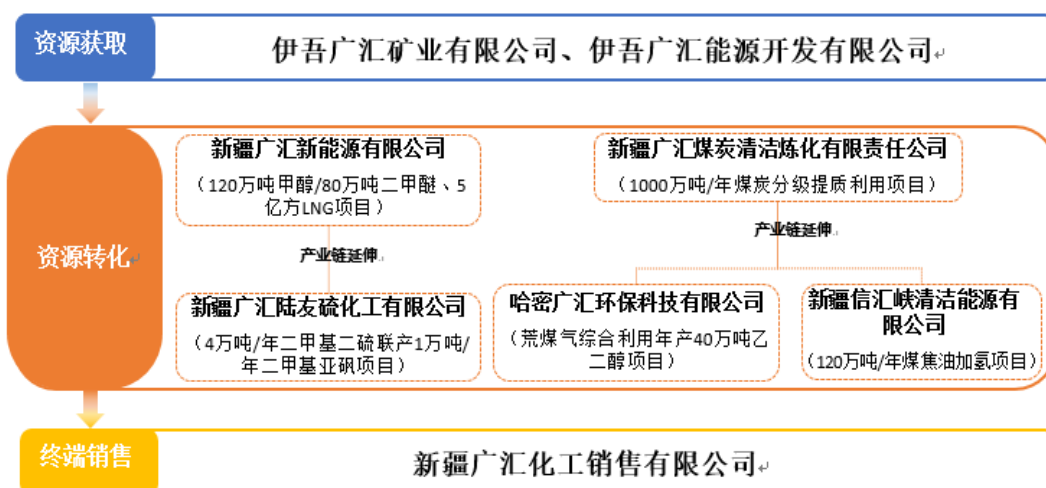 资源获取
伊吾广汇矿业有限公司、伊吾广汇能源开发有限公司
新疆广汇新能源有限公司
（120万吨甲醇/80万吨二甲醚、5
亿方LNG项目）
新疆广汇煤炭清洁炼化有限责任公司
（1000万吨/年煤炭分级提质利用项目）
产业链延伸
产业链延伸
资源转化
新疆广汇陆友硫化工有限公司
（4万吨/年二甲基二硫联产1万吨/
年二甲基亚砜项目）
哈密广汇环保科技有限公司
（荒煤气综合利用年产40万吨乙
二醇项目）
新疆信汇峡清洁能源有
限公司
（120万吨/年煤焦油加氢项目）
终端销售
新疆广汇化工销售有限公司